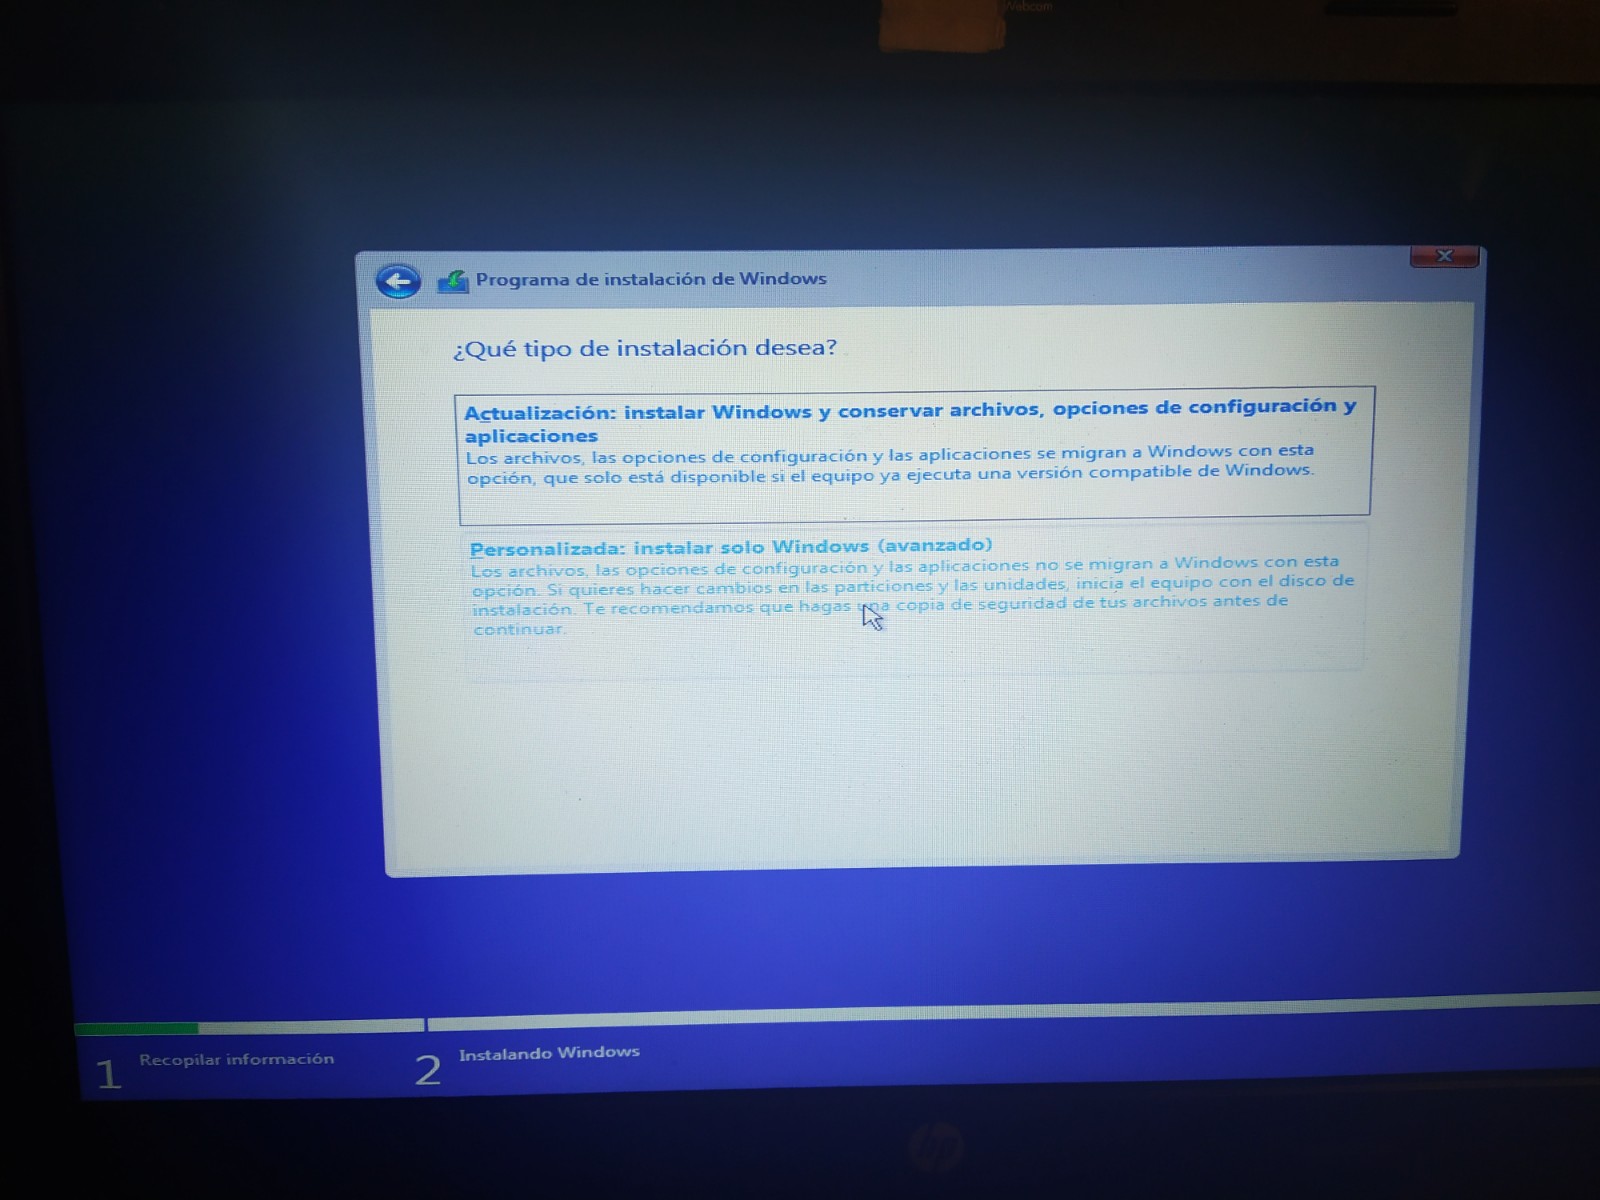 Webcam
Programa de instalación de Windows
¿Qué tipo de instalación desea?
Actualización: instalar Windows y conservar archivos, opciones de configuración y
aplicaciones
Los archivos, las opciones de configuración y las aplicaciones se migran a Windows con esta
opción, que solo está disponible si el equipo ya ejecuta una versión compatible de Windows.
Personalizada: instalar solo Windows (avanzado)
Los archivos, las opciones de configuración y las aplicaciones no se migran a Windows con esta
opción. Si quieres hacer cambios en las particiones y las unidades, inicia el equipo con el disco de
instalación. Te recomendamos que hagas una copia de seguridad de tus archivos antes de
continuar.
1 Recopilar información
2 Instalando Windows
hp